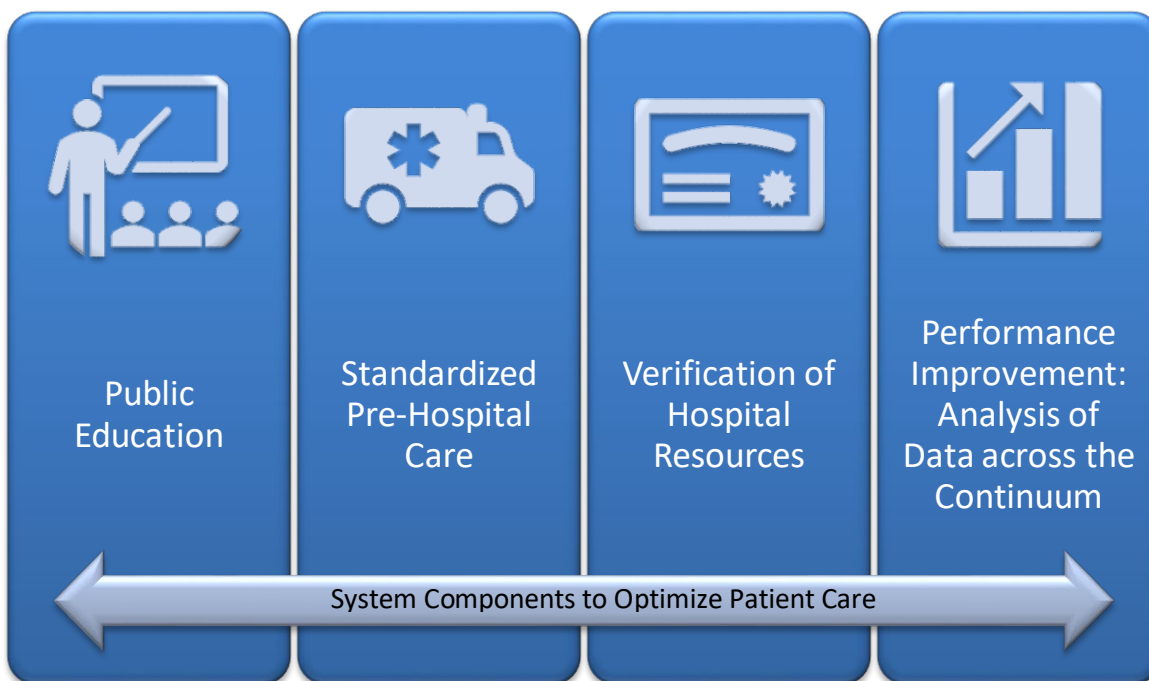 Public
Education
Standardized
Pre-Hospital
Care
Verification of
Hospital
Resources
Performance
Improvement:
Analysis of
Data across the
Continuum
System Components to Optimize Patient Care